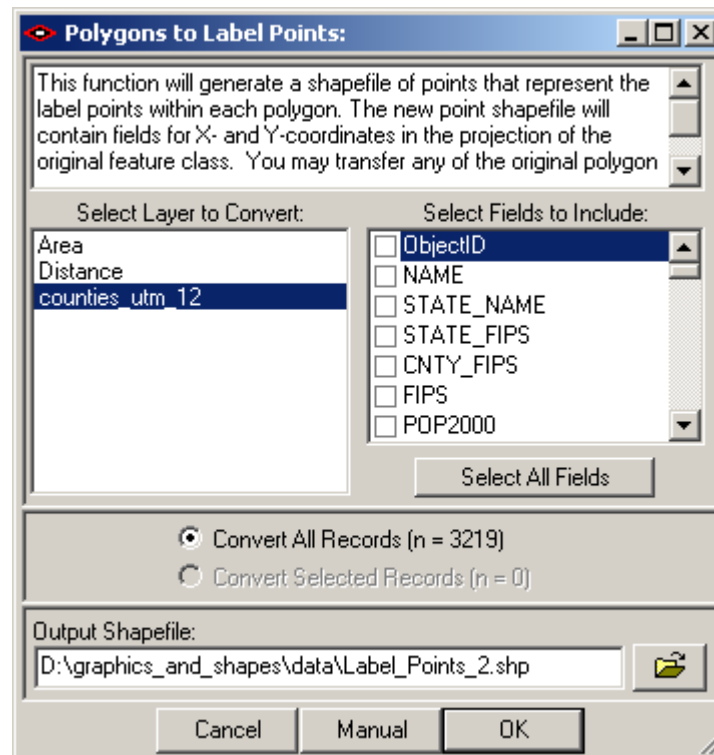 Polygons to Label Points:
This function will generate a shapefile of points that represent the
label points within each polygon. The new point shapefile will
contain fields for X- and Y-coordinates in the projection of the
original feature class. You may transfer any of the original polygon
Select Layer to Convert:
Area
Distance
counties_utm_12
Select Fields to Include:
ObjectID
NAME
STATE_NAME
STATE_FIPS
CNTY_FIPS
FIPS
POP2000
Select All Fields
Convert All Records (n = 3219)
Convert Selected Records (n = 0)
Output Shapefile:
D:\graphics_and_shapes\data\Label_Points_2.shp
Cancel
Manual
OK